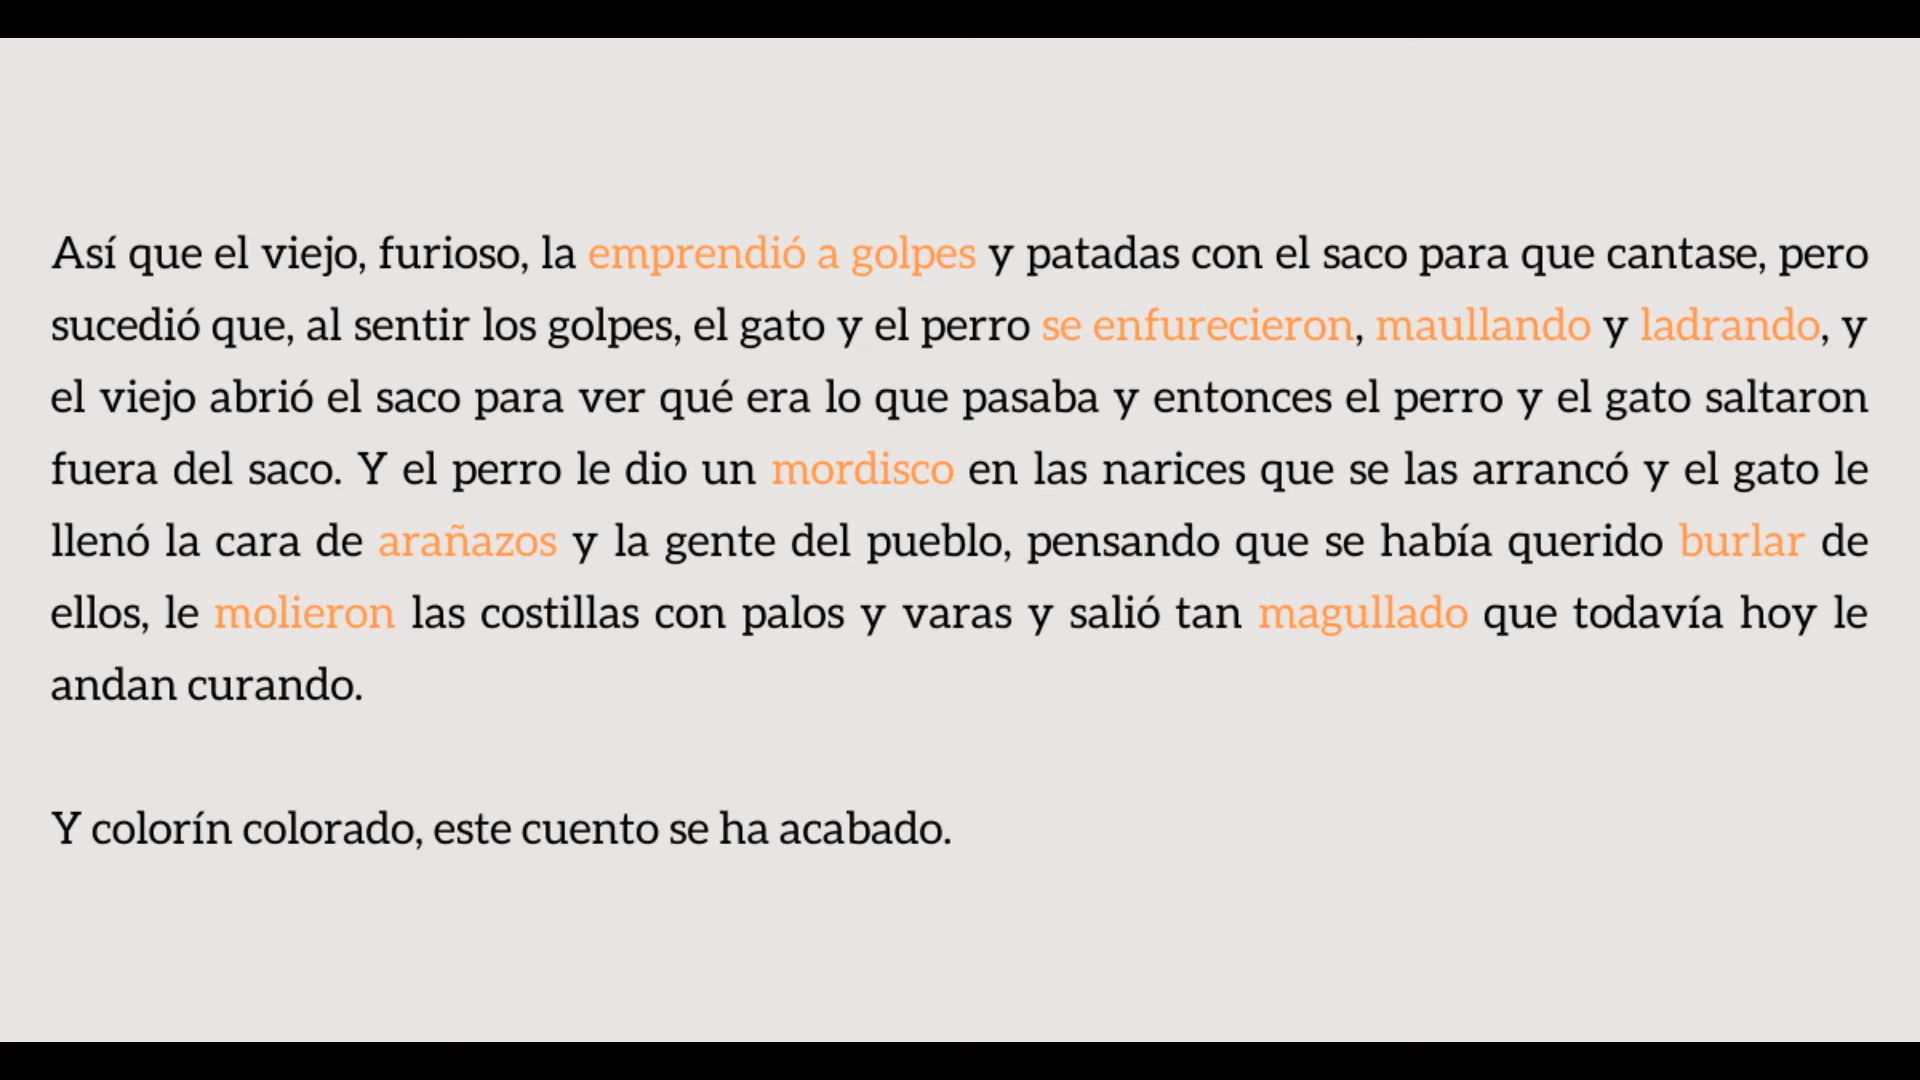 Así que el viejo, furioso, la emprendió a golpes y patadas con el saco para que cantase, pero
sucedió que, al sentir los golpes, el gato y el perro se enfurecieron, maullando y ladrando, y
el viejo abrió el saco para ver qué era lo que pasaba y entonces el perro y el gato saltaron
fuera del saco. Y el perro le dio un mordisco en las narices que se las arrancó y el gato le
llenó la cara de arañazos y la gente del pueblo, pensando que se había querido burlar de
ellos, le molieron las costillas con palos y varas y salió tan magullado que todavía hoy le
andan curando.
Y colorín colorado, este cuento se ha acabado.